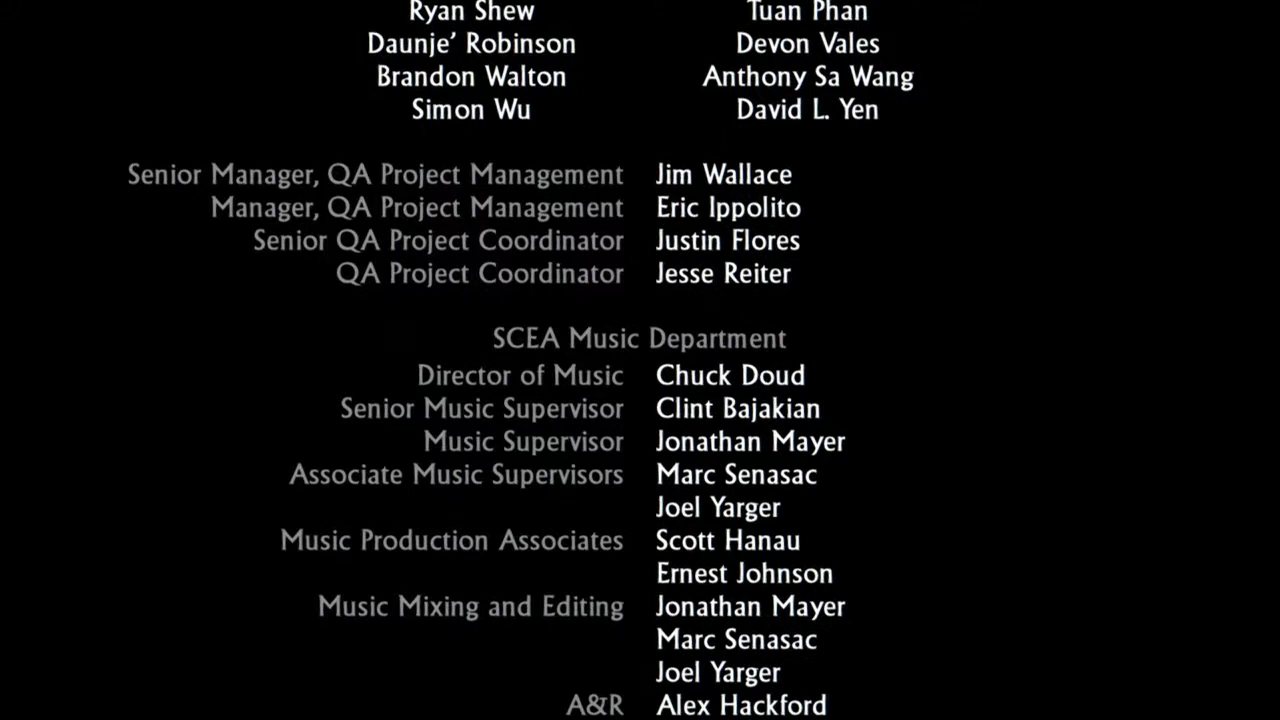 Ryan Shew Tuan Phan
Daunje’ Robinson Devon Vales
Brandon Walton Anthony Sa Wang
Simon Wu David L. Yen
Senior Manager, QA Project Management Jim Wallace
Manager, QA Project Management Eric Ippolito
Senior QA Project Coordinator Justin Flores
QA Project Coordinator Jesse Reiter
SCEA Music Department
Director of Music Chuck Doud
Senior Music Supervisor Clint Bajakian
Music Supervisor Jonathan Mayer
Associate Music Supervisors Marc Senasac
Joel Yarger
Music Production Associates Scott Hanau
Ernest Johnson
Music Mixing and Editing Jonathan Mayer
Marc Senasac
Joel Yarger
A&R Alex Hackford